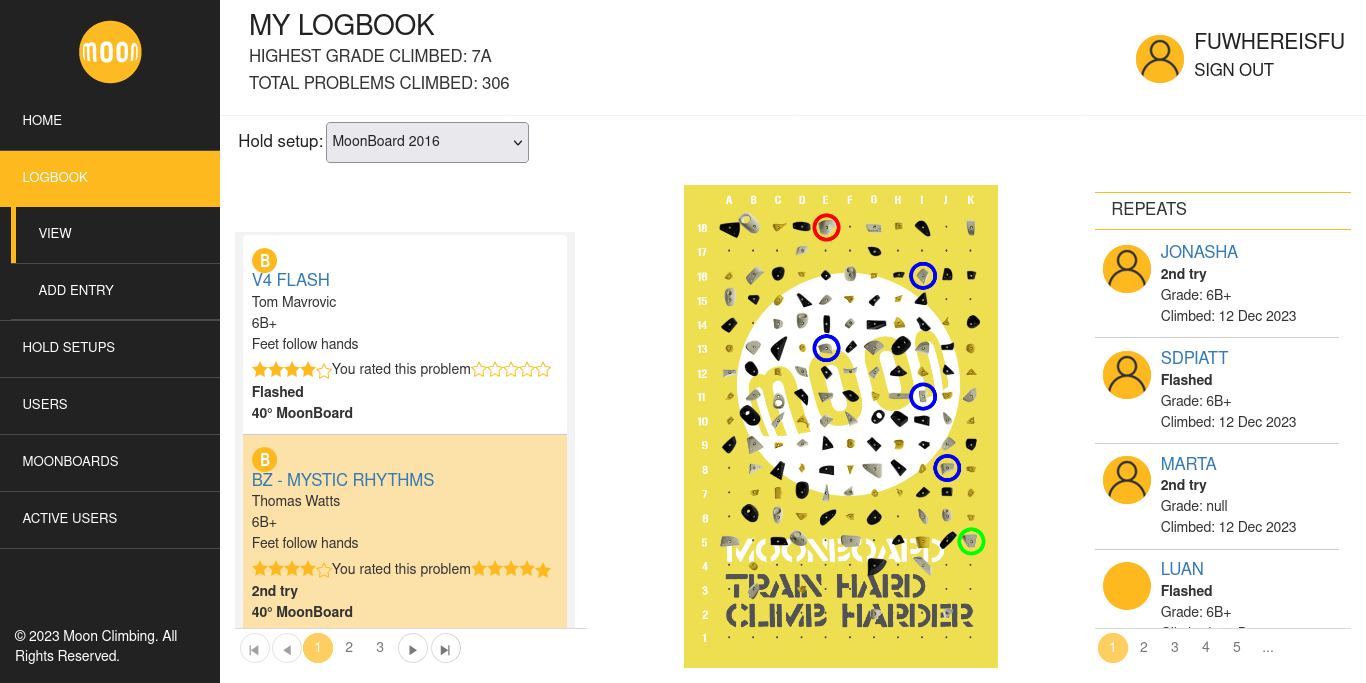 moon
HOME
LOGBOOK
VIEW
ADD ENTRY
HOLD SETUPS
USERS
MOONBOARDS
ACTIVE USERS
© 2023 Moon Climbing. All
Rights Reserved.
MY LOGBOOK
HIGHEST GRADE CLIMBED: 7A
TOTAL PROBLEMS CLIMBED: 306
FUWHEREISFU
SIGN OUT
Hold setup: MoonBoard 2016
B
V4 FLASH
Tom Mavrovic
6B+
Feet follow hands
You rated this problem
Flashed
40° MoonBoard
B
BZ - MYSTIC RHYTHMS
Thomas Watts
6B+
Feet follow hands
You rated this problem
2nd try
40° MoonBoard
1 2 3
A B C D E F G H I J K
18
17
16
15
14
13
12
11
10
9
8
7
6
5
4
3
2
1
moon
MOONBOARD
TRAIN HARD
CLIMB HARDER
REPEATS
JONASHA
2nd try
Grade: 6B+
Climbed: 12 Dec 2023
SDPIATT
Flashed
Grade: 6B+
Climbed: 12 Dec 2023
MARTA
2nd try
Grade: null
Climbed: 12 Dec 2023
LUAN
Flashed
Grade: 6B+
1 2 3 4 5 ...